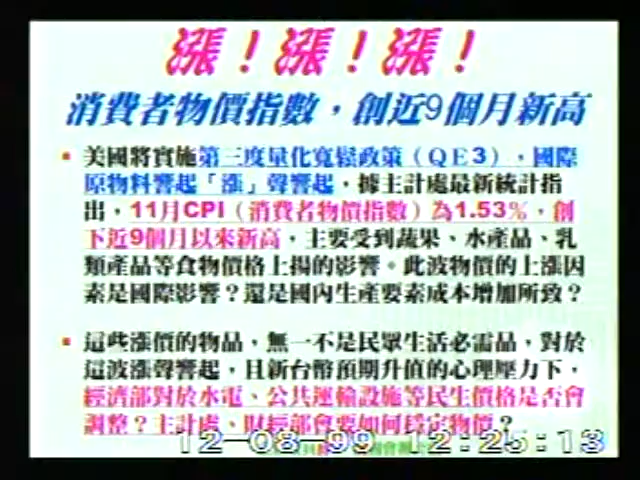 漲！漲！漲！
消費者物價指數，創近9個月新高
▪ 美國將實施第三度量化寬鬆政策（QE3），國際
原物料響起「漲」聲響起，據主計處最新統計指
出，11月CPI（消費者物價指數）為1.53%，創
下近9個月以來新高，主要受到蔬果、水產品、乳
類產品等食物價格上揚的影響。此波物價的上漲因
素是國際影響？還是國內生產要素成本增加所致？
▪ 這些漲價的物品，無一不是民眾生活必需品，對於
這波漲聲響起，且新台幣預期升值的心理壓力下，
經濟部對於水電、公共運輸設施等民生價格是否會
調整？主計處、財經部會要如何穩定物價？
12-08-99 12:25:13